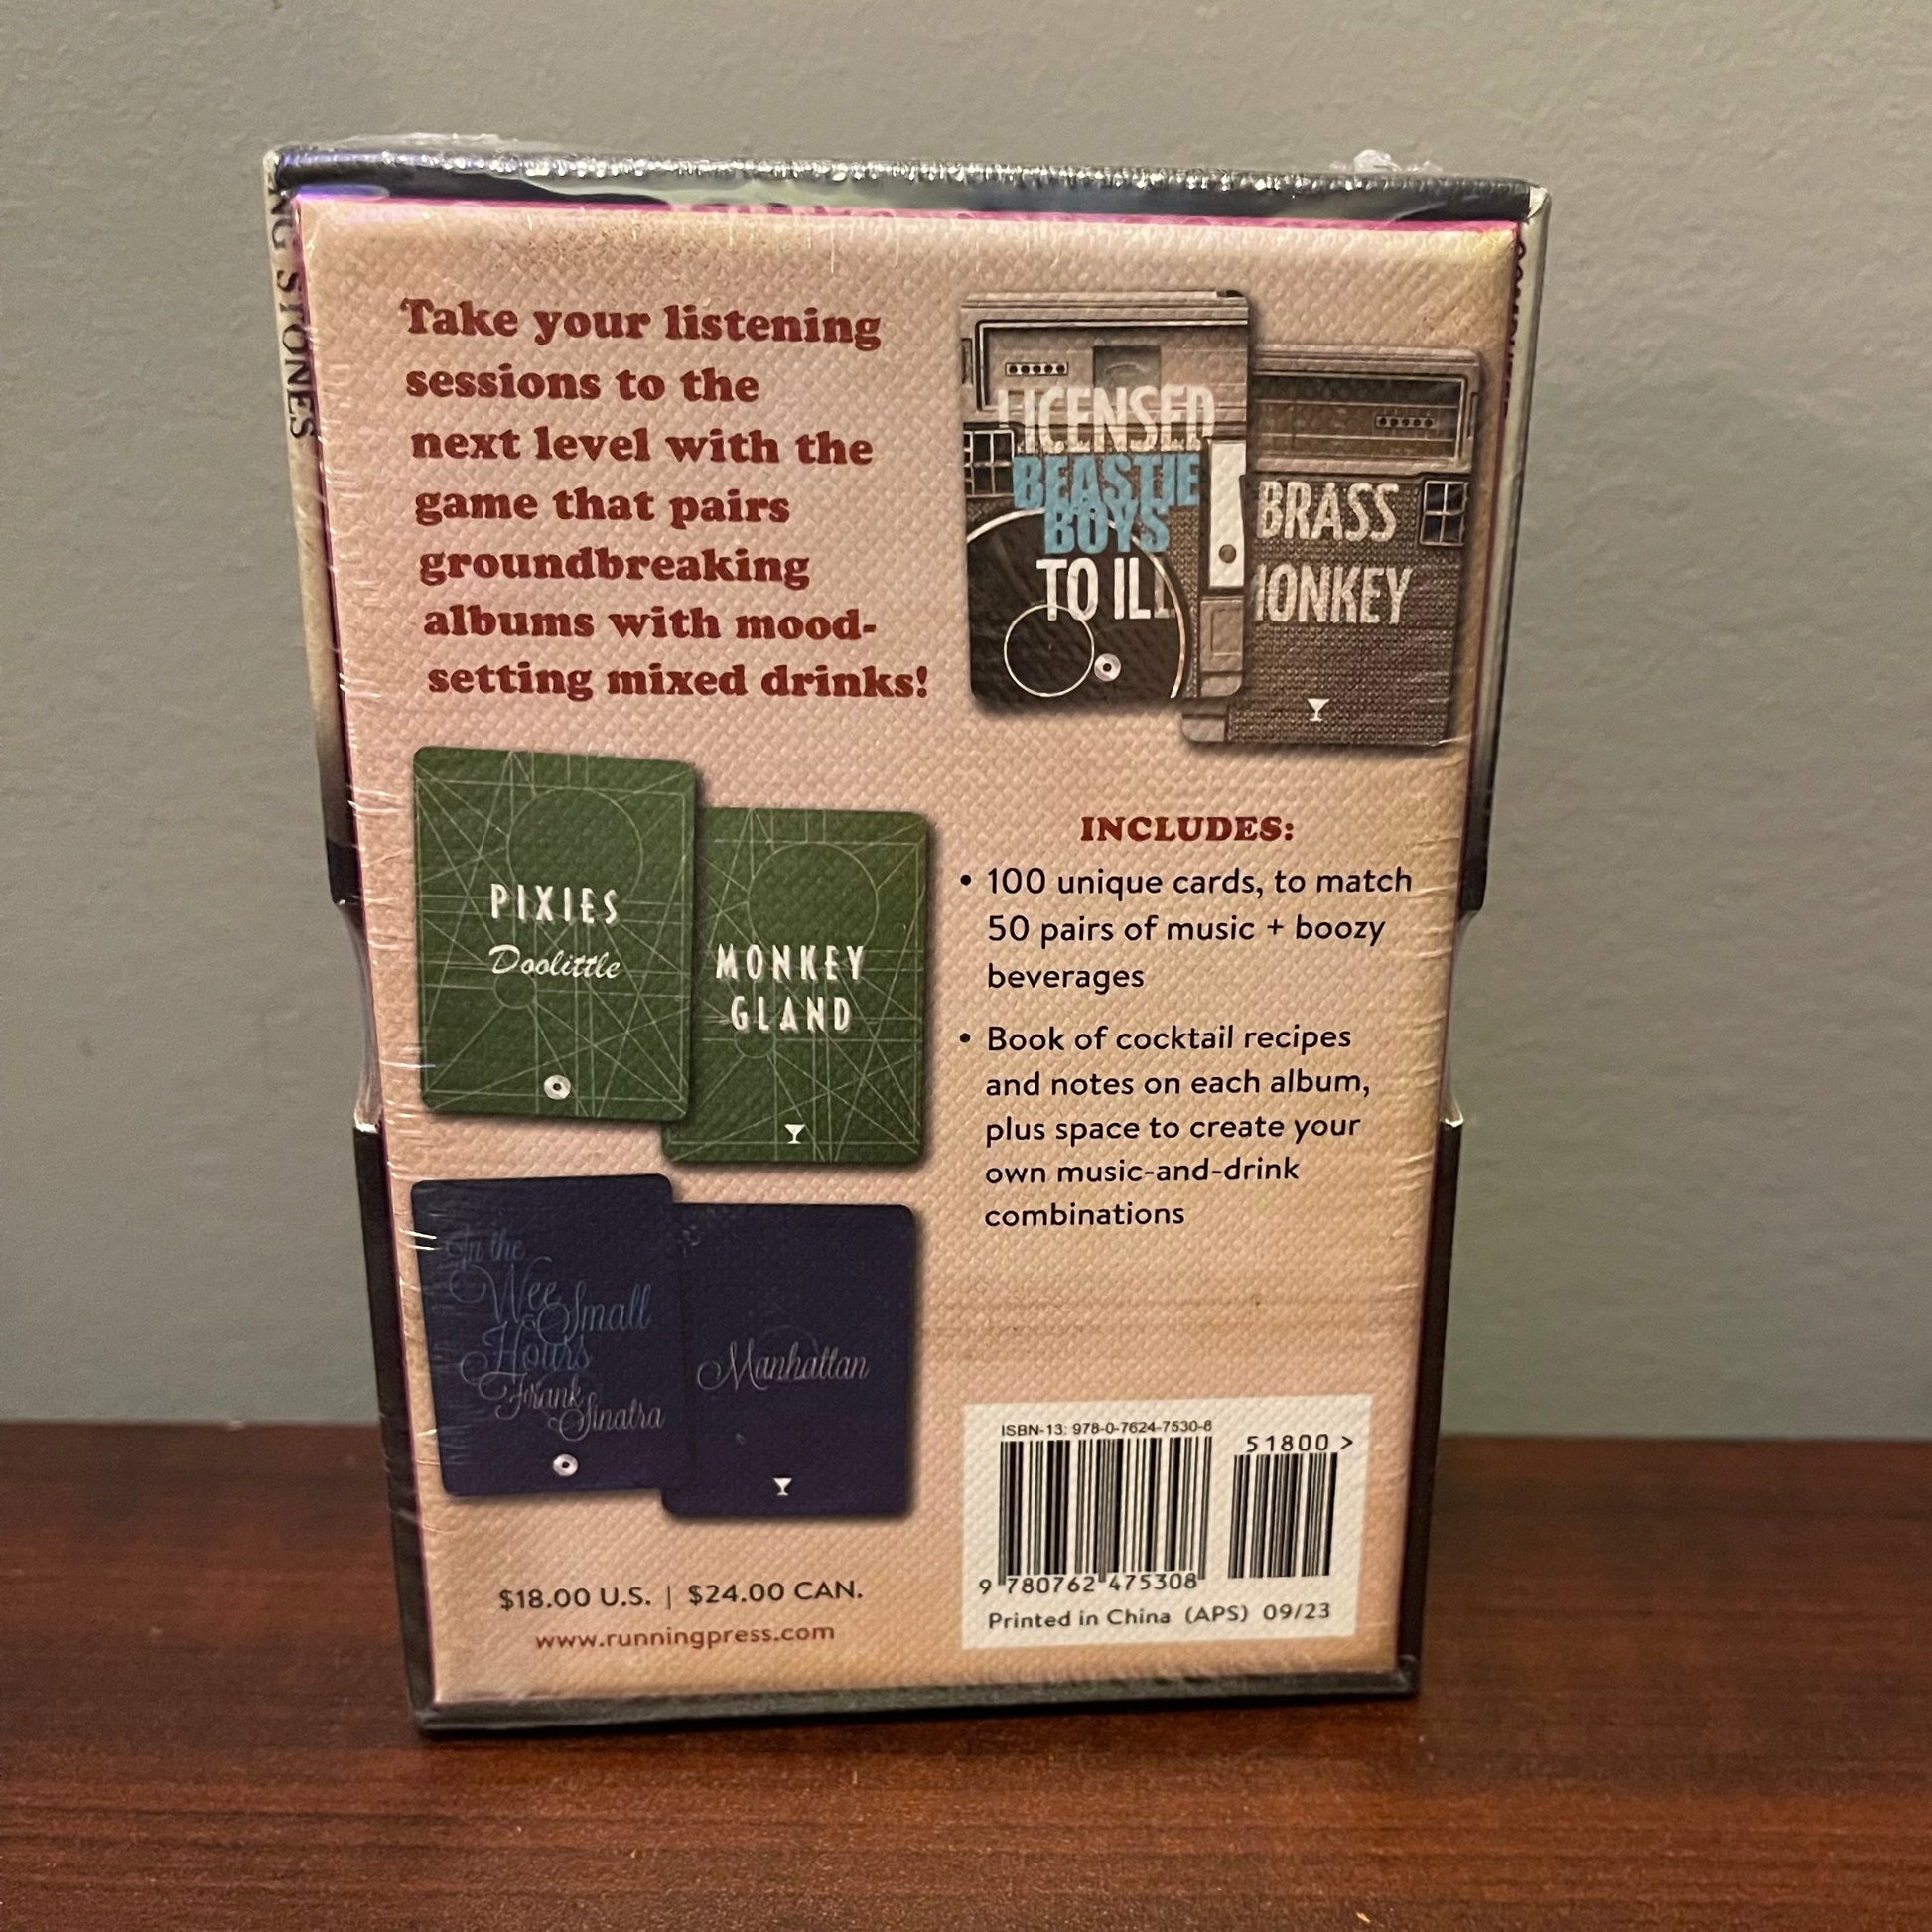 Take your listening
sessions to the
next level with the
game that pairs
groundbreaking
albums with mood-
setting mixed drinks!
LICENSED
BEASTIE
BOYS
TO ILL
BRASS
MONKEY
PIXIES
Doolittle
MONKEY
GLAND
In the
Wee Small
Hours
Frank
Sinatra
Manhattan
INCLUDES:
• 100 unique cards, to match
50 pairs of music + boozy
beverages
• Book of cocktail recipes
and notes on each album,
plus space to create your
own music-and-drink
combinations
$18.00 U.S. | $24.00 CAN.
www.runningpress.com
ISBN-13: 978-0-7624-7530-8
51800 >
9 780762 475308
Printed in China (APS) 09/23
STONES